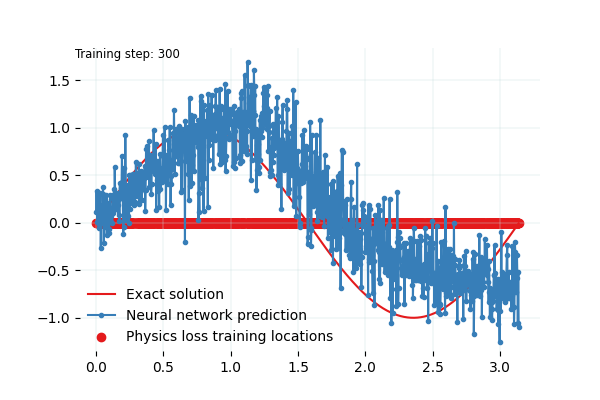 Training step: 300
1.5
1.0
0.5
0.0
−0.5
−1.0
Exact solution
Neural network prediction
Physics loss training locations
0.0 0.5 1.0 1.5 2.0 2.5 3.0